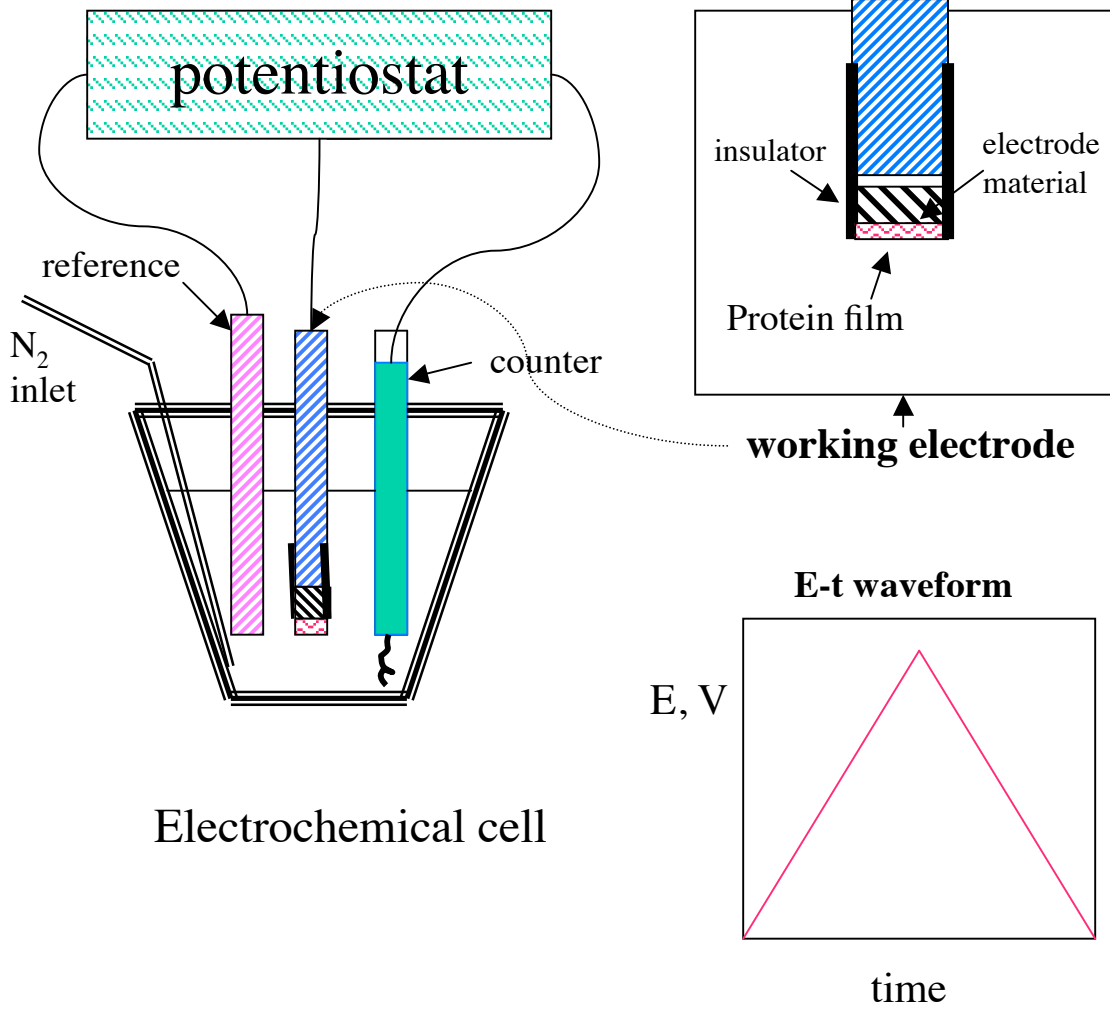 potentiostat
reference
N₂
inlet
counter
insulator
electrode
material
Protein film
working electrode
E-t waveform
E, V
time
Electrochemical cell